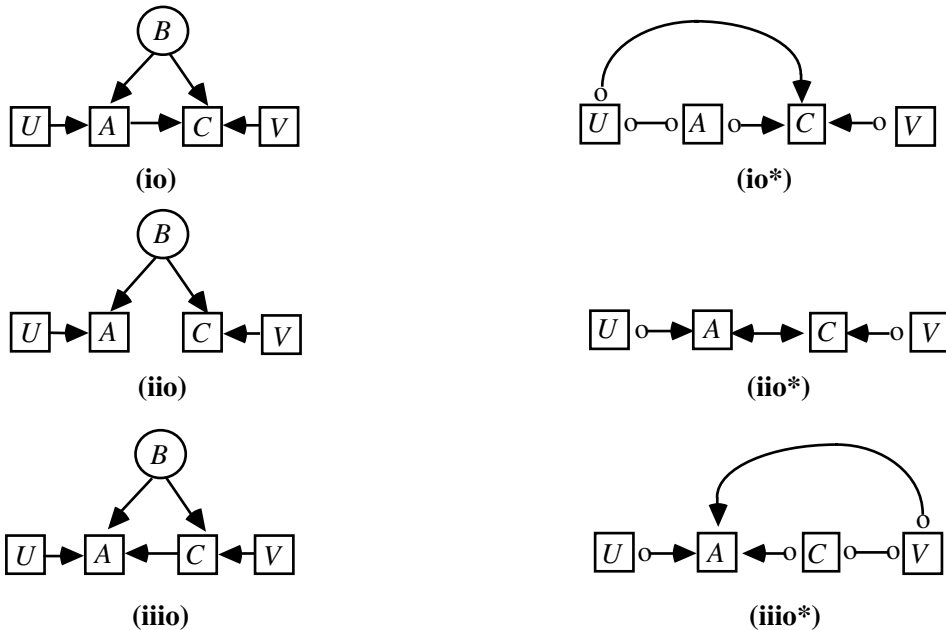 B
U A C V
(io)
o
U o o A o C o V
(io*)
B
U A C V
(iio)
U o A C o V
(iio*)
B
U A C V
(iiio)
o
U o A o C o o V
(iiio*)